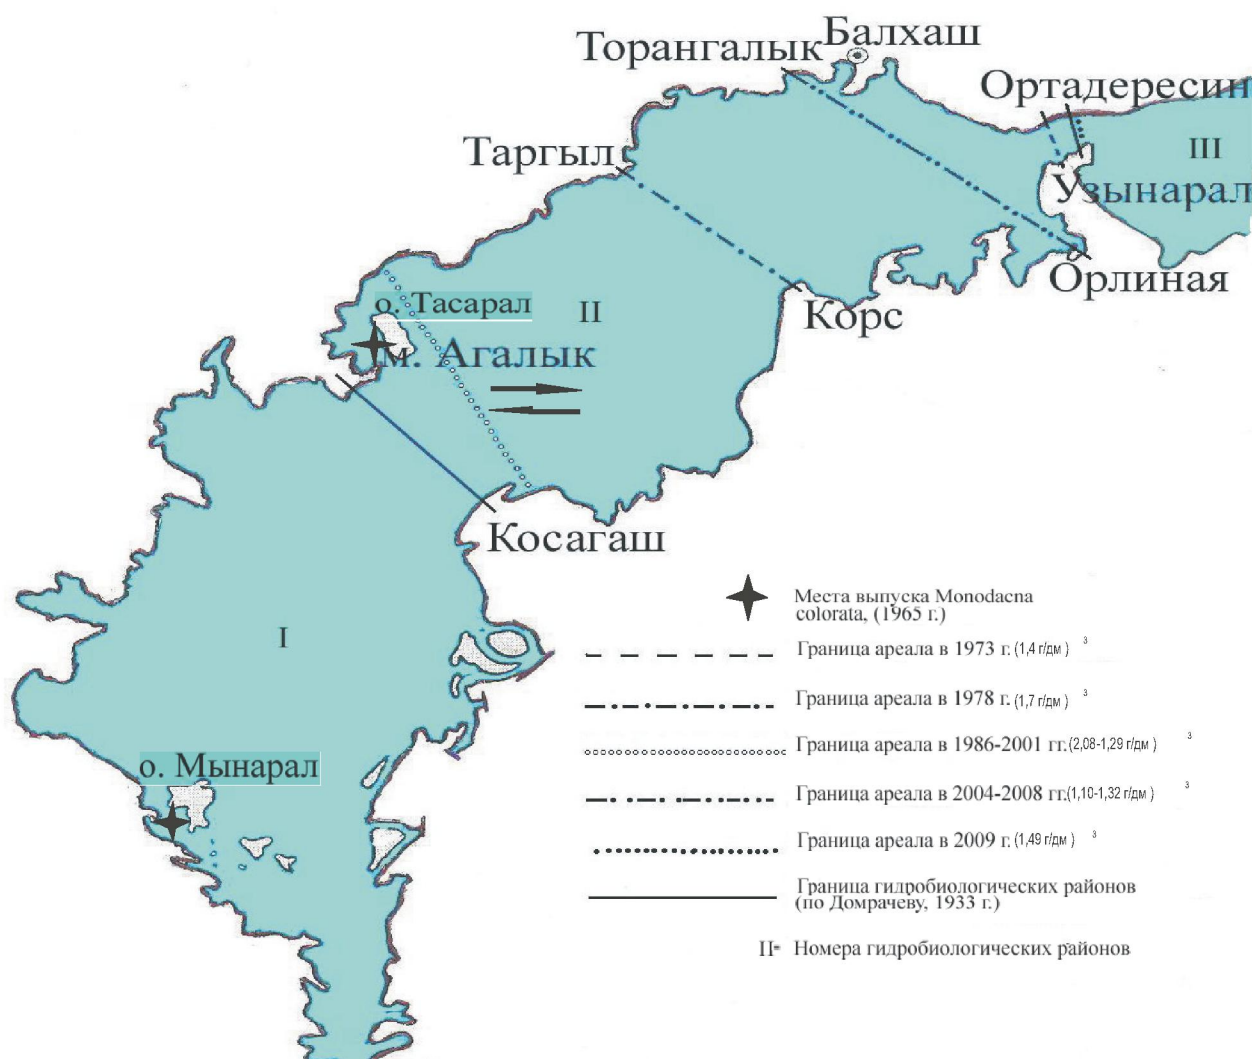 Балхаш
Торангалык
Ортадересин
Таргыл
III
Узынарал
Орлиная
о. Тасарал
II
Корс
м. Агалык
Косагаш
I
о. Мынарал
Места выпуска Monodacna
colorata, (1965 г.)
Граница ареала в 1973 г. (1,4 г/дм ) 3
Граница ареала в 1978 г. (1,7 г/дм ) 3
Граница ареала в 1986-2001 гг. (2,08-1,29 г/дм ) 3
Граница ареала в 2004-2008 гг. (1,10-1,32 г/дм ) 3
Граница ареала в 2009 г. (1,49 г/дм ) 3
Граница гидробиологических районов
(по Домрачеву, 1933 г.)
II- Номера гидробиологических районов